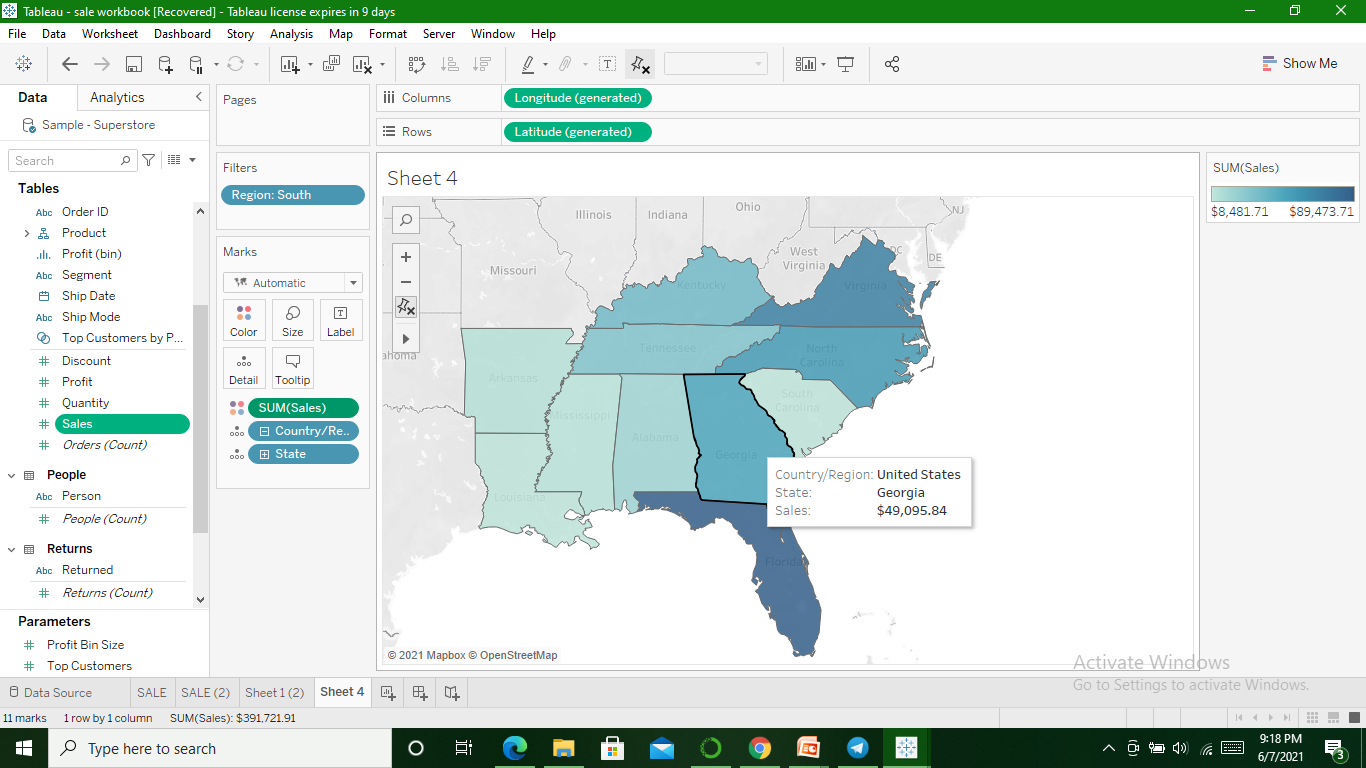 Tableau - sale workbook [Recovered] - Tableau license expires in 9 days
File Data Worksheet Dashboard Story Analysis Map Format Server Window Help
Show Me
Data Analytics
Sample - Superstore
Search
Tables
Abc Order ID
Product
Profit (bin)
Abc Segment
Ship Date
Abc Ship Mode
Top Customers by P...
# Discount
# Profit
# Quantity
# Sales
# Orders (Count)
People
Abc Person
# People (Count)
Returns
Abc Returned
# Returns (Count)
Parameters
# Profit Bin Size
# Top Customers
Pages
Filters
Region: South
Marks
Automatic
Color Size Label
Detail Tooltip
SUM(Sales)
Country/Re..
State
Columns Longitude (generated)
Rows Latitude (generated)
Sheet 4
Illinois Indiana Ohio NJ
Missouri West Virginia DC DE
Kentucky Virginia
ahoma Tennessee North Carolina
Arkansas South Carolina
Mississippi Alabama Georgia
Louisiana
Florida
Country/Region: United States
State: Georgia
Sales: $49,095.84
© 2021 Mapbox © OpenStreetMap
SUM(Sales)
$8,481.71 $89,473.71
Activate Windows
Go to Settings to activate Windows.
Data Source SALE SALE (2) Sheet 1 (2) Sheet 4
11 marks 1 row by 1 column SUM(Sales): $391,721.91
Type here to search
9:18 PM
6/7/2021
3